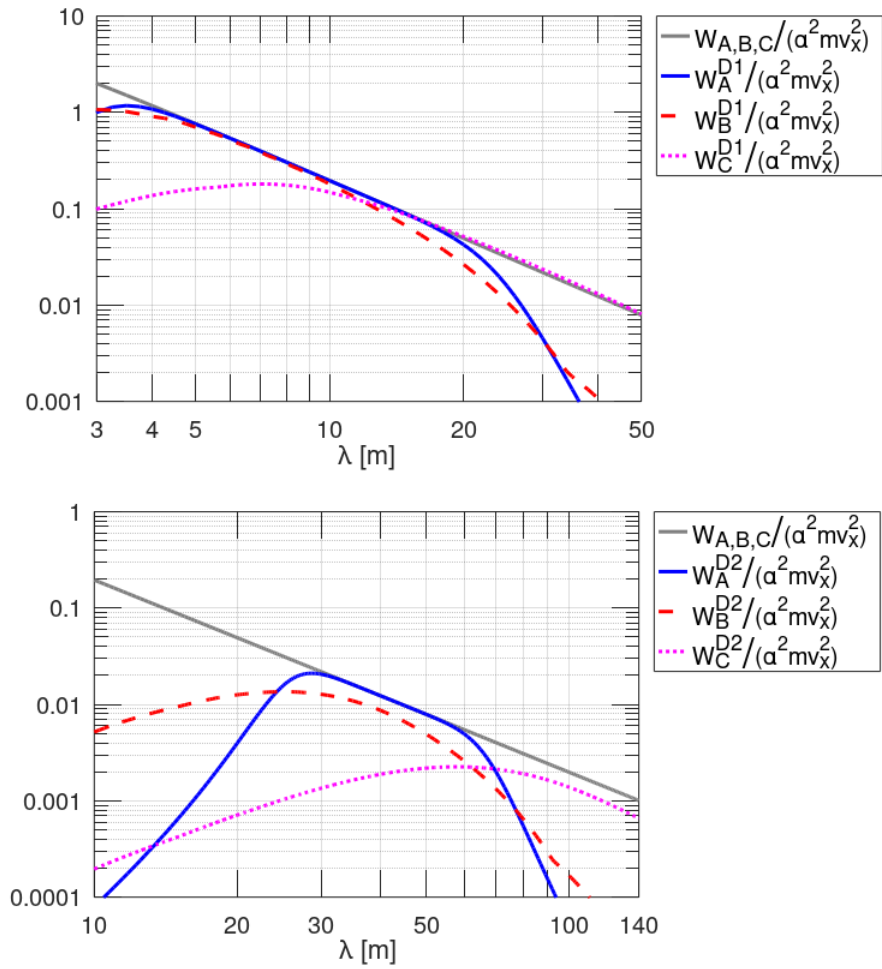 10
1
0.1
0.01
0.001
3 4 5 10 20 50
λ [m]
W_A,B,C/(α²mv_x²)
W_A^D1/(α²mv_x²)
W_B^D1/(α²mv_x²)
W_C^D1/(α²mv_x²)
1
0.1
0.01
0.001
0.0001
10 20 30 50 100 140
λ [m]
W_A,B,C/(α²mv_x²)
W_A^D2/(α²mv_x²)
W_B^D2/(α²mv_x²)
W_C^D2/(α²mv_x²)